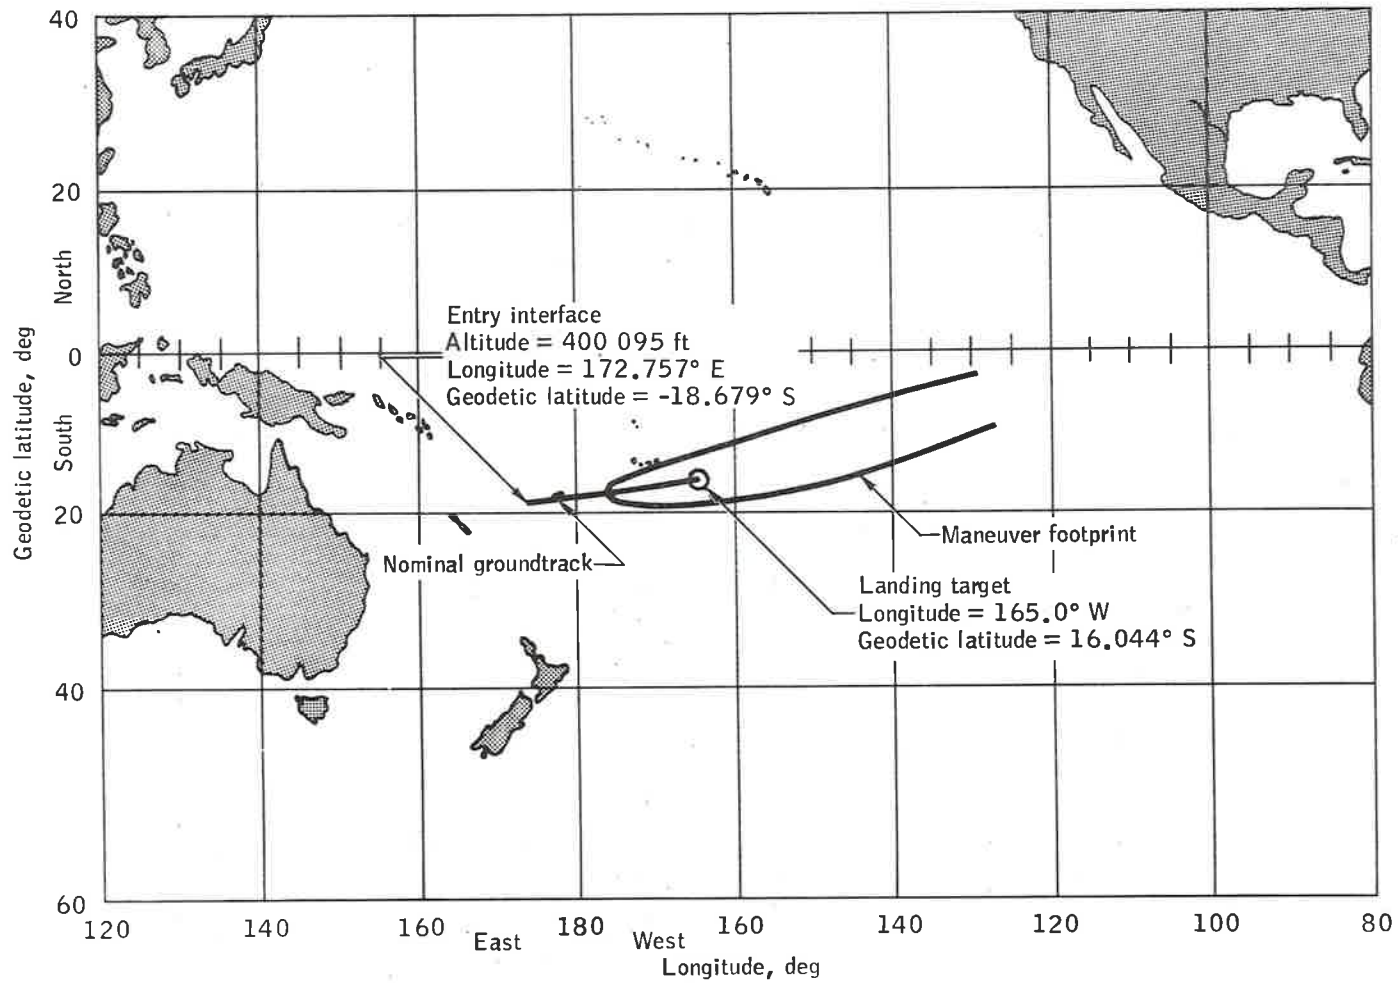 40
20
North
0
South
20
40
60
Geodetic latitude, deg
Entry interface
Altitude = 400 095 ft
Longitude = 172.757° E
Geodetic latitude = -18.679° S
Nominal groundtrack
Maneuver footprint
Landing target
Longitude = 165.0° W
Geodetic latitude = 16.044° S
120 140 160 180 160 140 120 100 80
East West
Longitude, deg